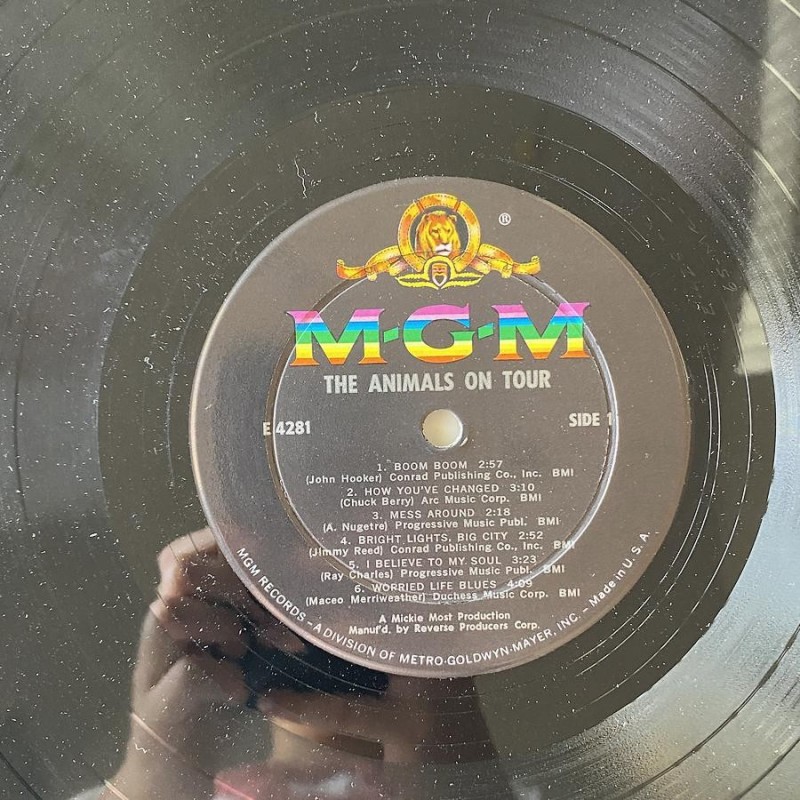 ®
M-G-M
THE ANIMALS ON TOUR
E 4281
SIDE 1
1. BOOM BOOM 2:57
(John Hooker) Conrad Publishing Co., Inc. BMI
2. HOW YOU'VE CHANGED 3:10
(Chuck Berry) Arc Music Corp. BMI
3. MESS AROUND 2:18
(A. Nugetre) Progressive Music Publ. BMI
4. BRIGHT LIGHTS, BIG CITY 2:52
(Jimmy Reed) Conrad Publishing Co., Inc. BMI
5. I BELIEVE TO MY SOUL 3:23
(Ray Charles) Progressive Music Publ. BMI
6. WORRIED LIFE BLUES 4:09
(Maceo Merriweather) Duchess Music Corp. BMI
A Mickie Most Production
Manuf'd. by Reverse Producers Corp.
MGM RECORDS - A DIVISION OF METRO-GOLDWYN-MAYER, INC. - Made in U.S.A.